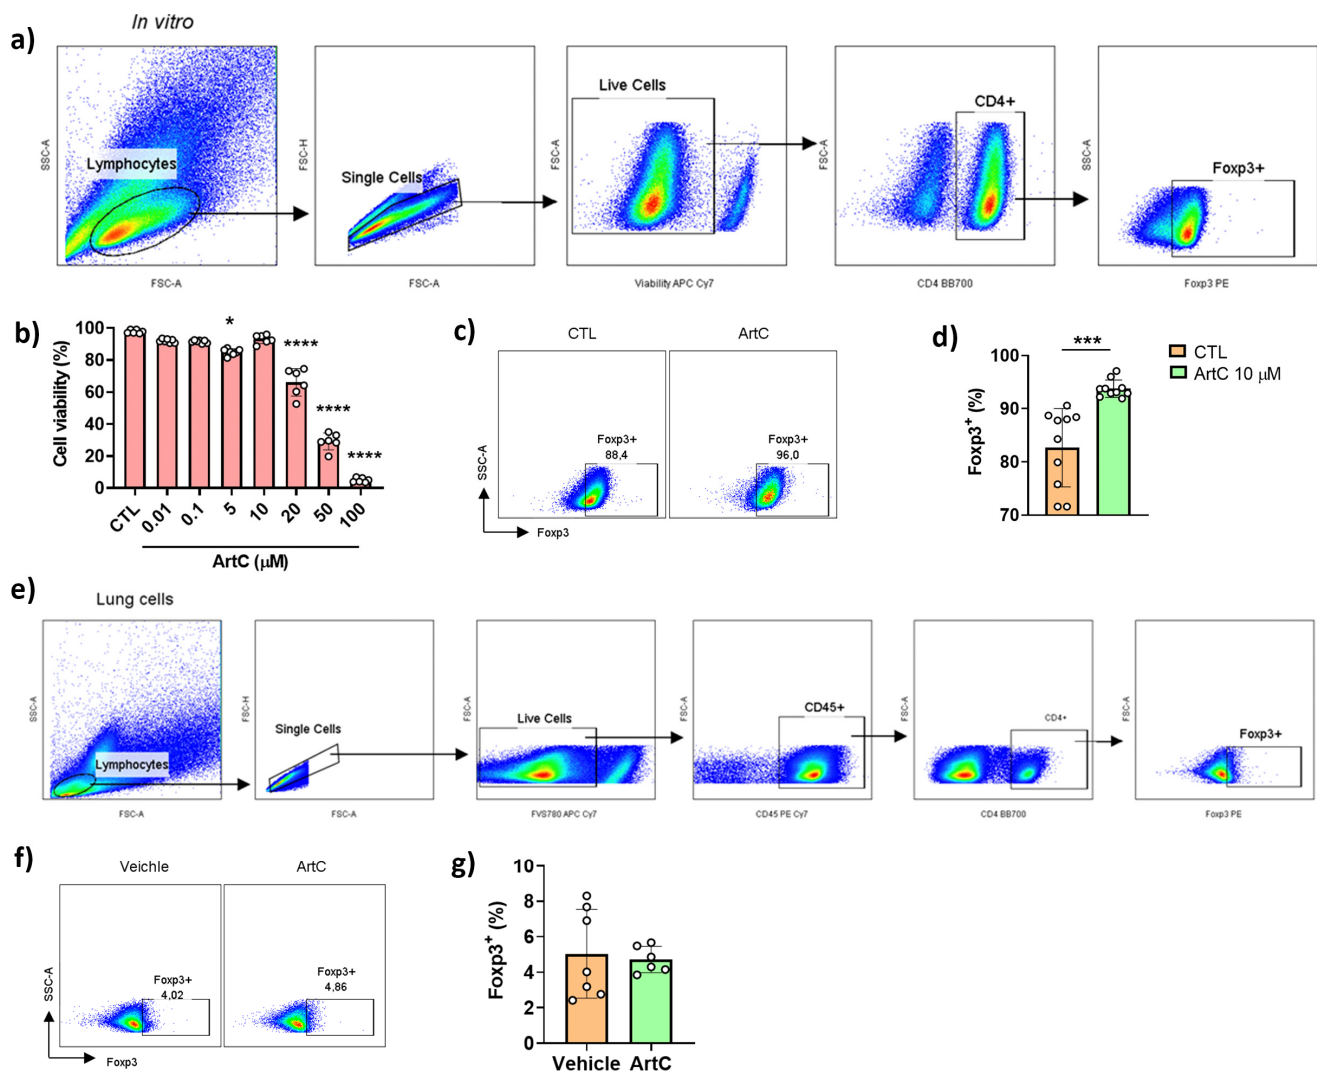 In vitro
a)
Lymphocytes
SSC-A
FSC-A
Single Cells
FSC-H
FSC-A
Live Cells
FSC-A
Viability APC Cy7
CD4+
FSC-A
CD4 BB700
Foxp3+
SSC-A
Foxp3 PE
b)
Cell viability (%)
100
80
60
40
20
0
*
****
****
****
CTL
0.01
0.1
5
10
20
50
100
ArtC (μM)
c)
CTL
ArtC
Foxp3+
88,4
Foxp3+
96,0
SSC-A
Foxp3
d)
***
Foxp3+ (%)
100
90
80
70
CTL
ArtC 10 μM
e)
Lung cells
Lymphocytes
SSC-A
FSC-A
Single Cells
FSC-H
FSC-A
Live Cells
FSC-A
FVS780 APC Cy7
CD45+
FSC-A
CD45 PE Cy7
CD4+
FSC-A
CD4 BB700
Foxp3+
FSC-A
Foxp3 PE
f)
Veichle
ArtC
Foxp3+
4,02
Foxp3+
4,86
SSC-A
Foxp3
g)
Foxp3+ (%)
10
8
6
4
2
0
Vehicle
ArtC